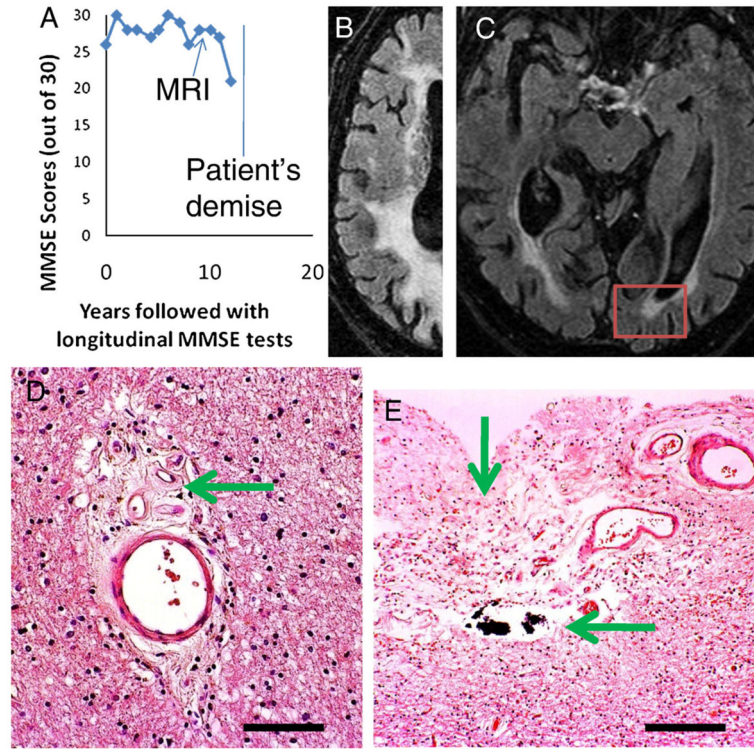 A
B
C
30
25
20
15
10
5
0
MMSE Scores (out of 30)
MRI
Patient's
demise
0
10
20
Years followed with
longitudinal MMSE tests
D
E